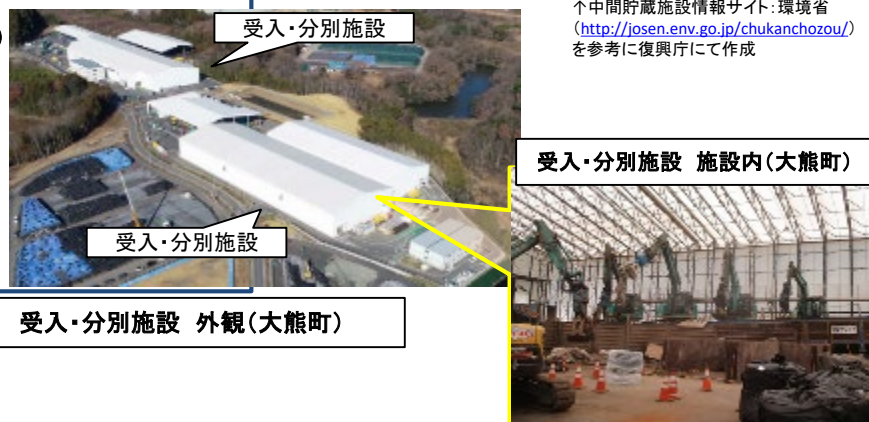 受入・分別施設
↑中間貯蔵施設情報サイト：環境省
（http://josen.env.go.jp/chukanchozou/）
を参考に復興庁にて作成
受入・分別施設 施設内（大熊町）
受入・分別施設
受入・分別施設 外観（大熊町）